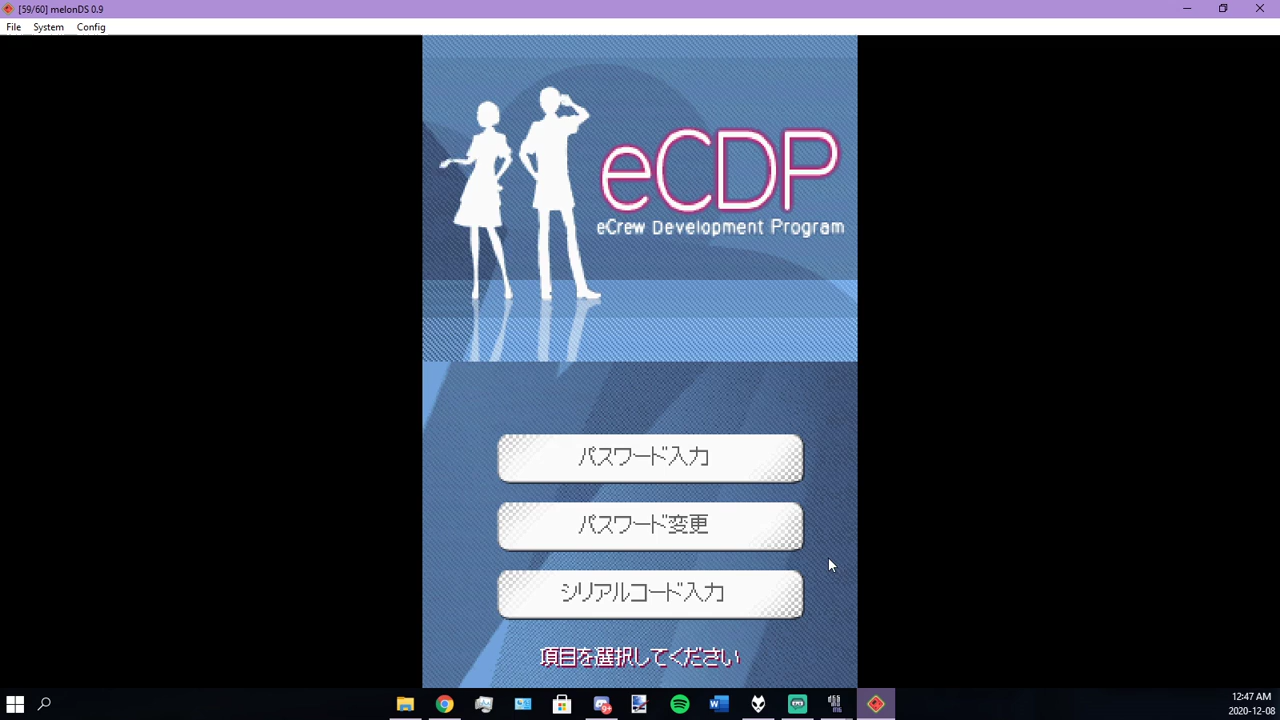 [59/60] melonDS 0.9
File System Config
eCDP
eCrew Development Program
パスワード入力
パスワード変更
シリアルコード入力
項目を選択してください
12:47 AM
2020-12-08